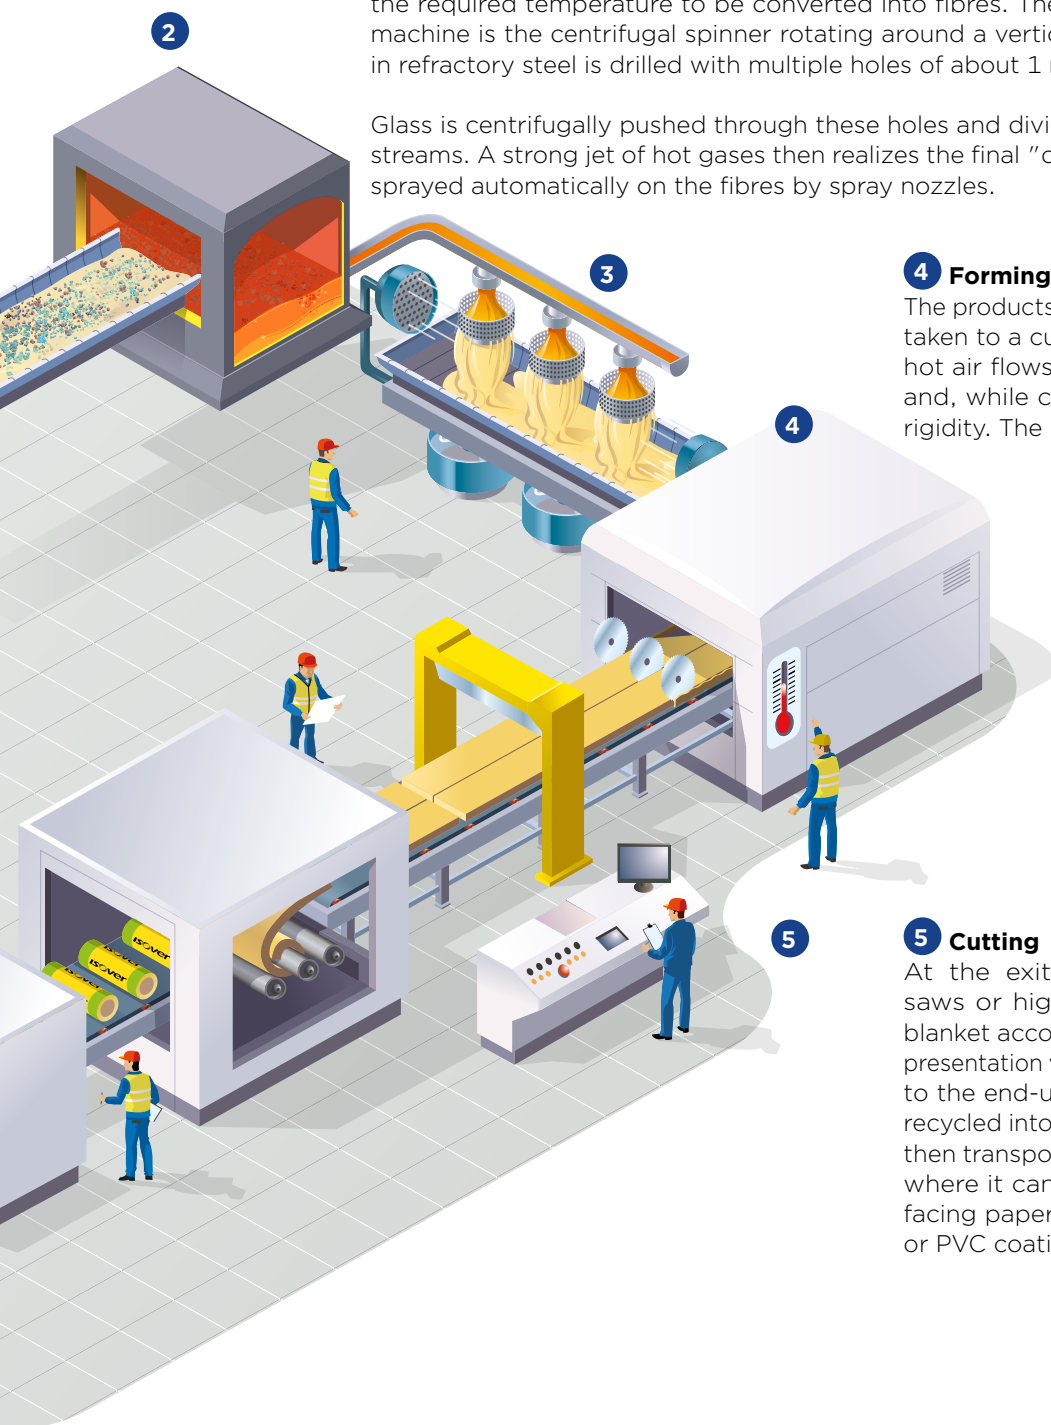 the required temperature to be converted into fibres. The
machine is the centrifugal spinner rotating around a vertic
in refractory steel is drilled with multiple holes of about 1 
Glass is centrifugally pushed through these holes and divi
streams. A strong jet of hot gases then realizes the final "d
sprayed automatically on the fibres by spray nozzles.
2
3
4 Forming
The products
taken to a cu
hot air flows
and, while c
rigidity. The
4
5
5 Cutting
At the exit
saws or hig
blanket acco
presentation
to the end-u
recycled into
then transpo
where it can
facing paper
or PVC coati
isover
isover
isover